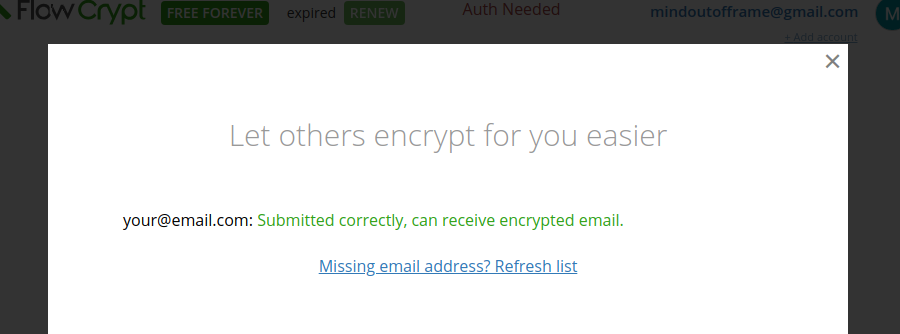 FlowCrypt FREE FOREVER expired RENEW Auth Needed mindoutofframe@gmail.com M
+ Add account
×
Let others encrypt for you easier
your@email.com: Submitted correctly, can receive encrypted email.
Missing email address? Refresh list